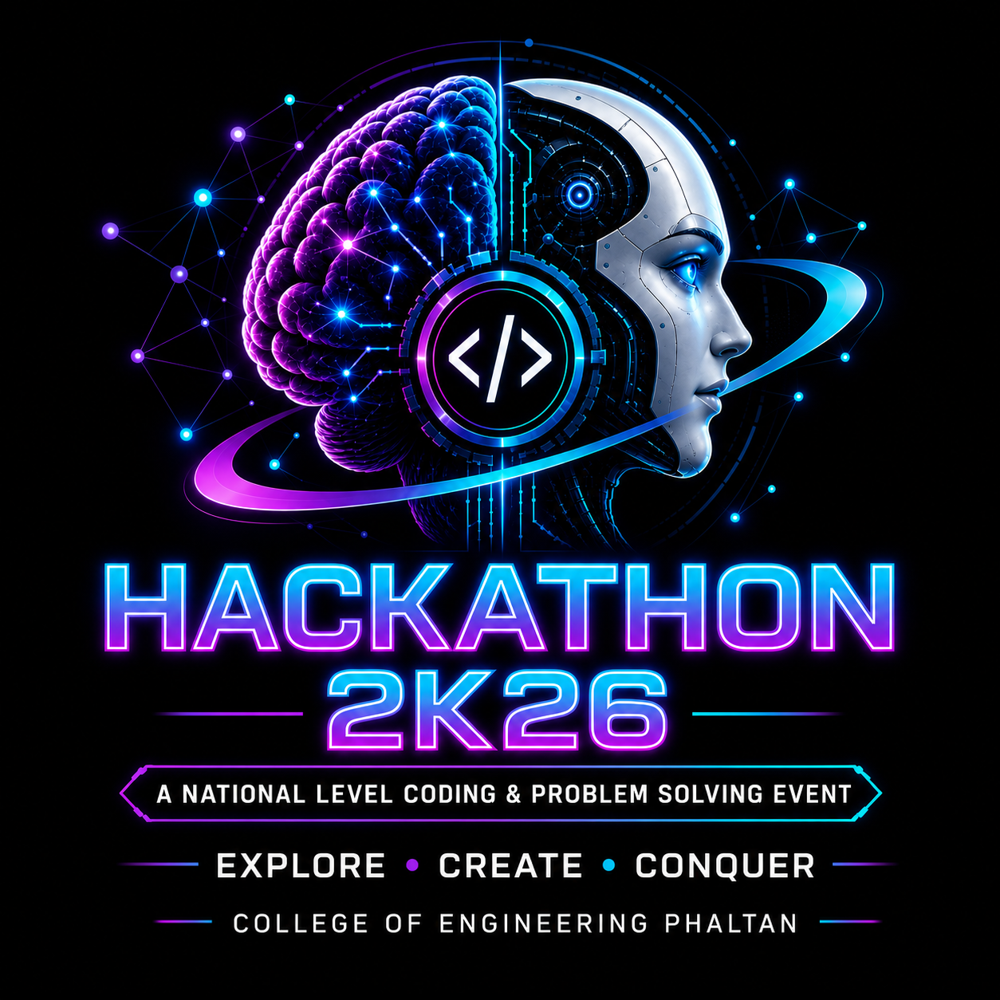 </>
HACKATHON
2K26
A NATIONAL LEVEL CODING & PROBLEM SOLVING EVENT
EXPLORE • CREATE • CONQUER
COLLEGE OF ENGINEERING PHALTAN